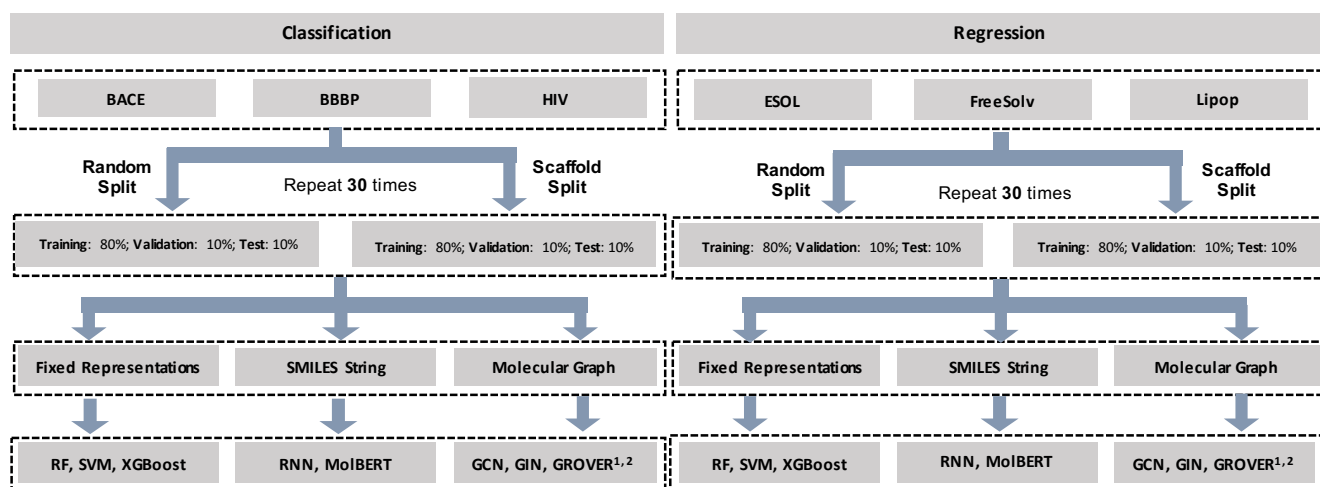 Classification
Regression
BACE
BBBP
HIV
ESOL
FreeSolv
Lipop
Random
Split
Repeat 30 times
Scaffold
Split
Random
Split
Repeat 30 times
Scaffold
Split
Training: 80%; Validation: 10%; Test: 10%
Training: 80%; Validation: 10%; Test: 10%
Training: 80%; Validation: 10%; Test: 10%
Training: 80%; Validation: 10%; Test: 10%
Fixed Representations
SMILES String
Molecular Graph
Fixed Representations
SMILES String
Molecular Graph
RF, SVM, XGBoost
RNN, MolBERT
GCN, GIN, GROVER¹,²
RF, SVM, XGBoost
RNN, MolBERT
GCN, GIN, GROVER¹,²